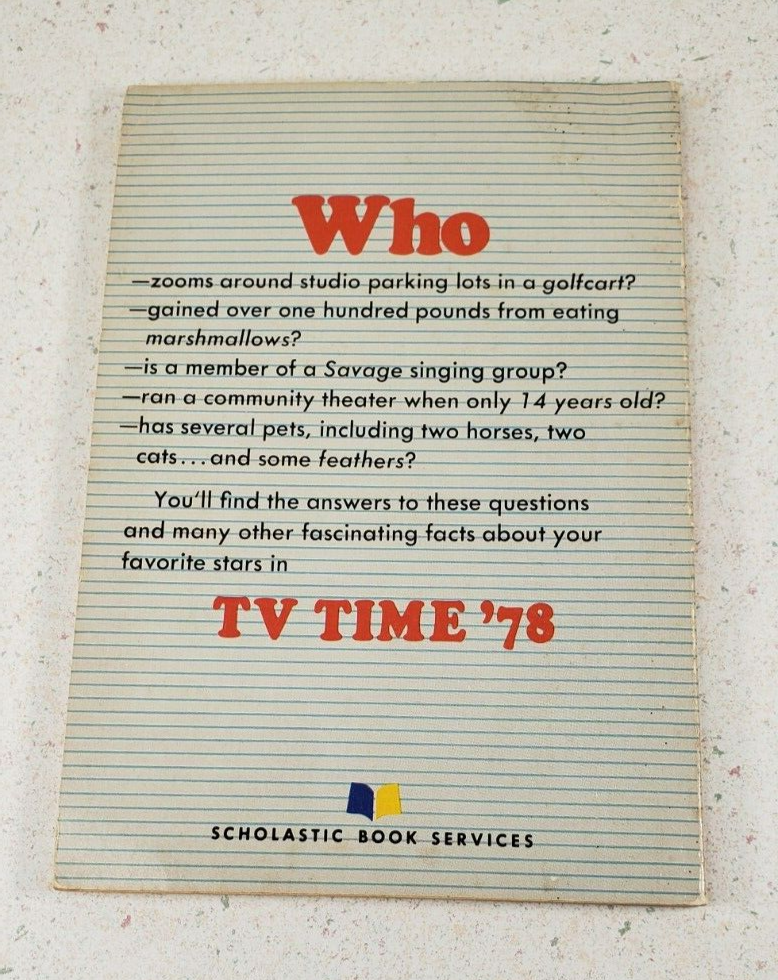 Who
—zooms around studio parking lots in a golfcart?
—gained over one hundred pounds from eating
marshmallows?
—is a member of a Savage singing group?
—ran a community theater when only 14 years old?
—has several pets, including two horses, two
cats...and some feathers?
You'll find the answers to these questions
and many other fascinating facts about your
favorite stars in
TV TIME '78
SCHOLASTIC BOOK SERVICES